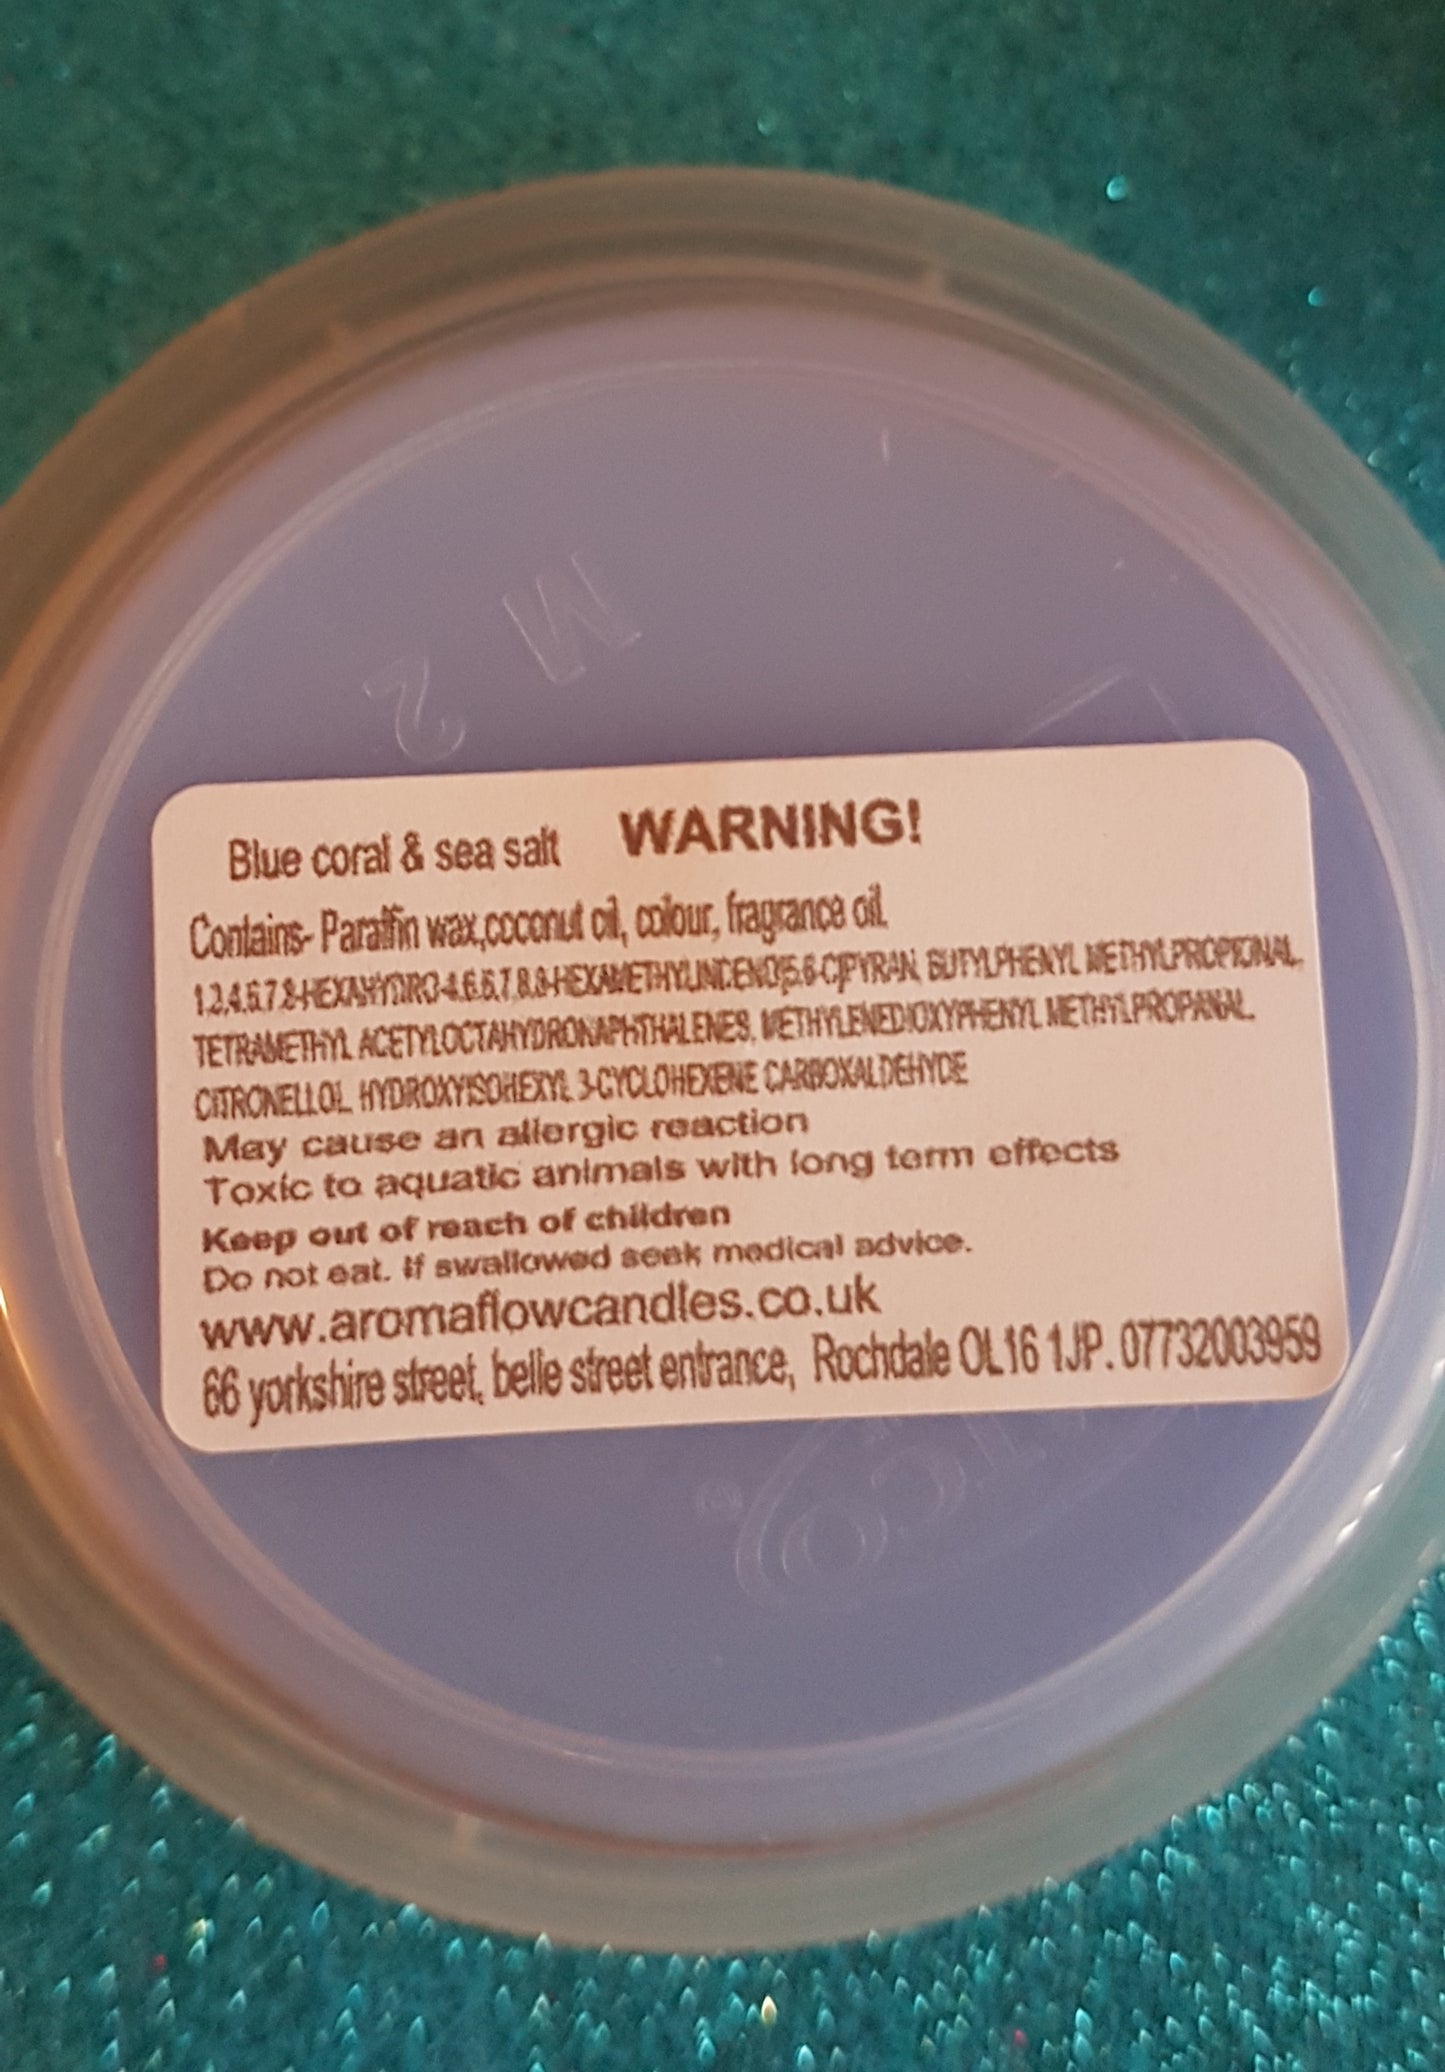 M 2
Blue coral & sea salt WARNING!
Contains- Paraffin wax,coconut oil, colour, fragrance oil.
1,2,4,6,7,8-HEXAHYDRO-4,6,6,7,8,8-HEXAMETHYLINDENO[5,6-C]PYRAN, BUTYLPHENYL METHYLPROPIONAL,
TETRAMETHYL ACETYLOCTAHYDRONAPHTHALENES, METHYLENEDIOXYPHENYL METHYLPROPANAL,
CITRONELLOL, HYDROXYISOHEXYL 3-CYCLOHEXENE CARBOXALDEHYDE
May cause an allergic reaction
Toxic to aquatic animals with long term effects
Keep out of reach of children
Do not eat. If swallowed seek medical advice.
www.aromaflowcandles.co.uk
66 yorkshire street, belle street entrance, Rochdale OL16 1JP. 07732003959